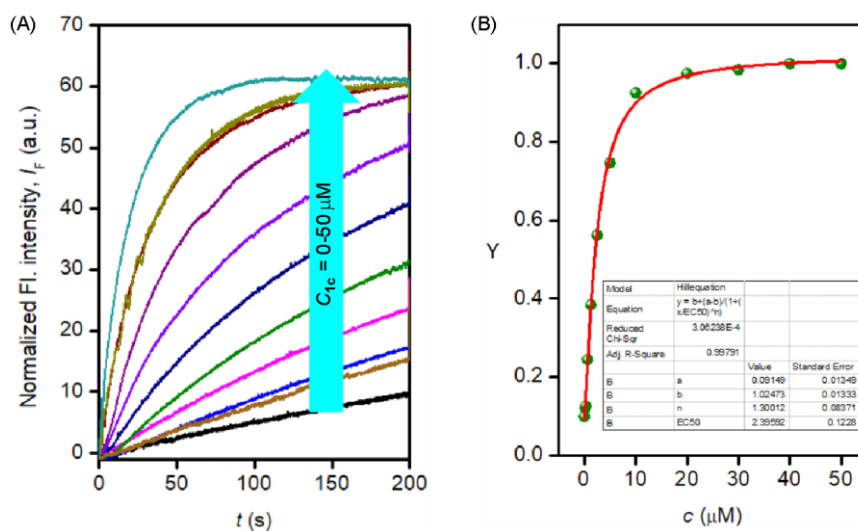 (A)
(B)
70
60
50
40
30
20
10
0
Normalized Fl. intensity, I_F (a.u.)
C_1c = 0-50 μM
0 50 100 150 200
t (s)
1.0
0.8
0.6
0.4
0.2
0.0
Y
Model Hillequation
Equation y = b+(a-b)/(1+(
x/EC50)^n)
Reduced
Chi-Sqr 3.06238E-4
Adj. R-Square 0.99791
Value Standard Error
B a 0.09149 0.01349
B b 1.02473 0.01333
B n 1.30012 0.08371
B EC50 2.39592 0.1228
0 10 20 30 40 50
c (μM)